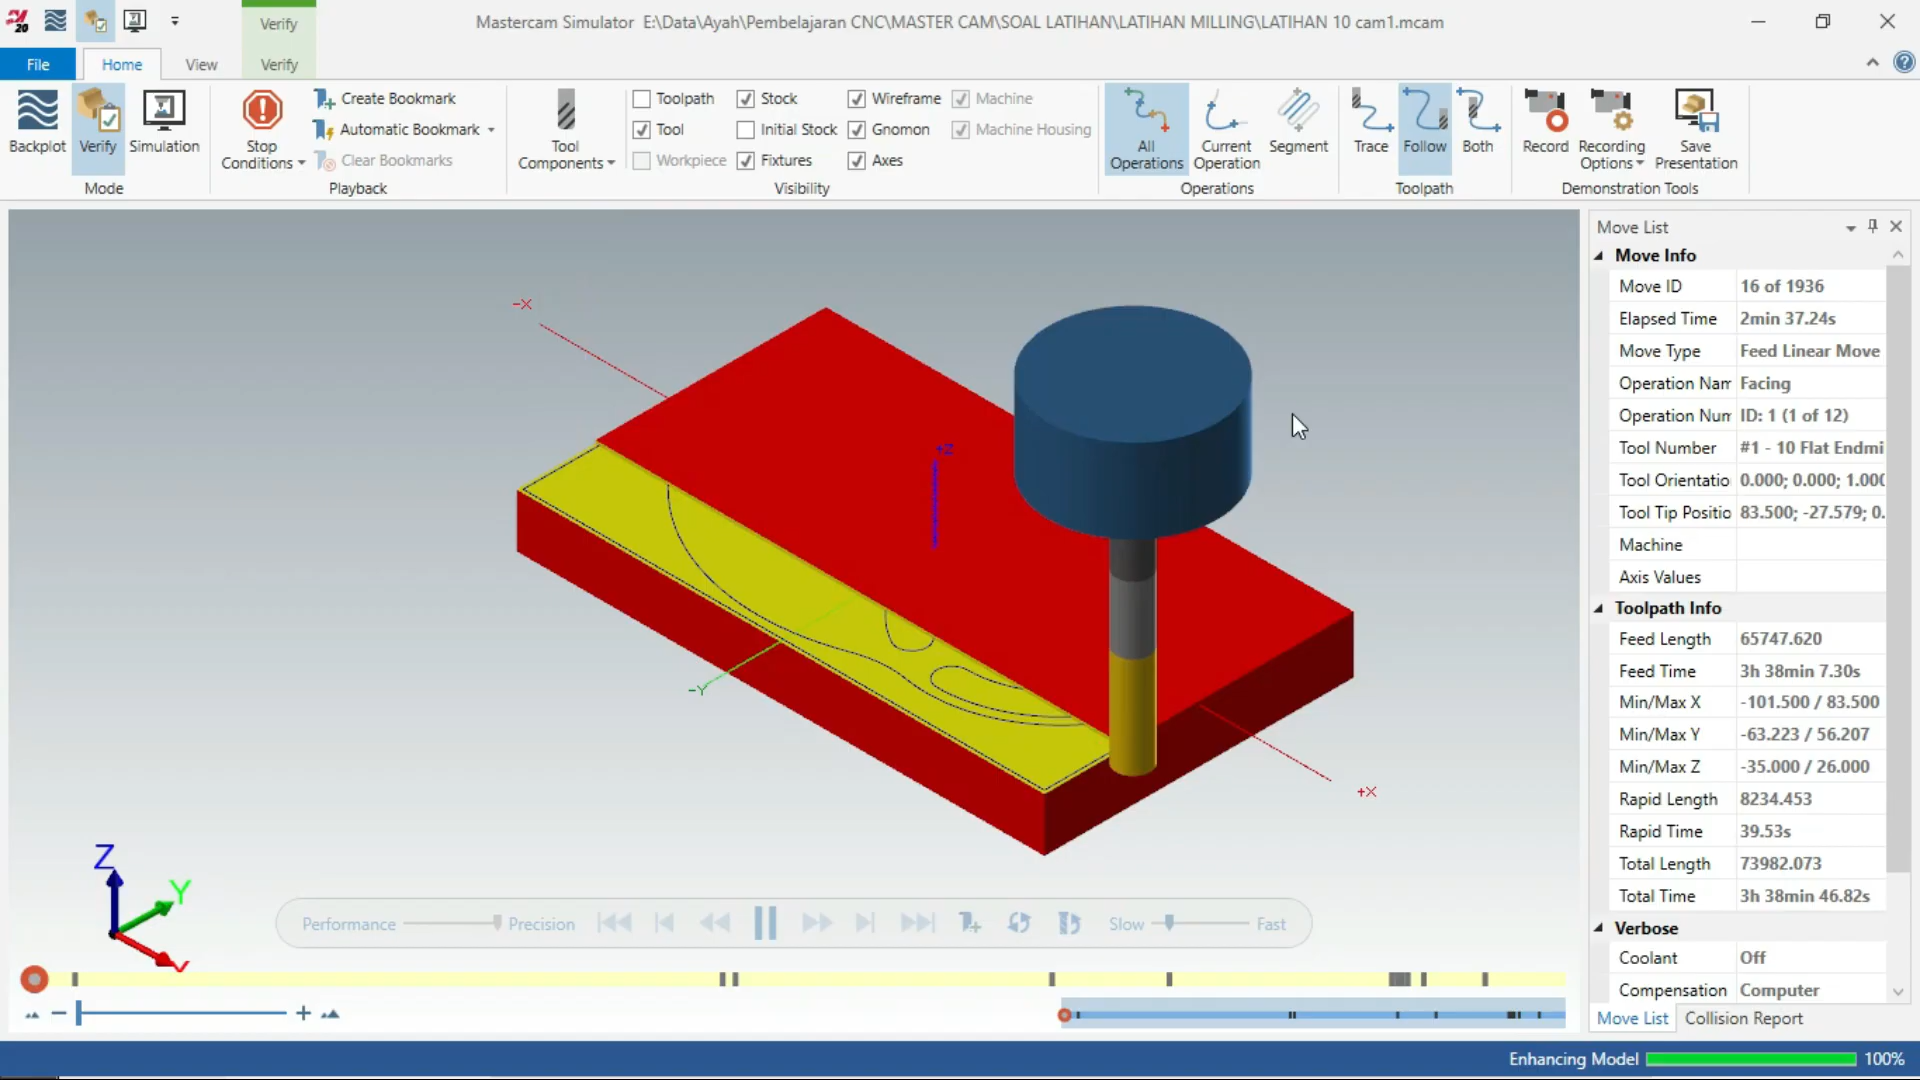 20
Verify
Mastercam Simulator E:\Data\Ayah\Pembelajaran CNC\MASTER CAM\SOAL LATIHAN\LATIHAN MILLING\LATIHAN 10 cam1.mcam
File
Home
View
Verify
Backplot
Verify
Simulation
Mode
Stop
Conditions
Create Bookmark
Automatic Bookmark
Clear Bookmarks
Playback
Tool
Components
Toolpath
Tool
Workpiece
Stock
Initial Stock
Fixtures
Wireframe
Gnomon
Axes
Machine
Machine Housing
Visibility
All
Operations
Current
Operation
Segment
Operations
Trace
Follow
Both
Toolpath
Record
Recording
Options
Save
Presentation
Demonstration Tools
-X
+Z
-Y
+X
Z
Y
Performance
Precision
Slow
Fast
Move List
Move Info
Move ID 16 of 1936
Elapsed Time 2min 37.24s
Move Type Feed Linear Move
Operation Nam Facing
Operation Num ID: 1 (1 of 12)
Tool Number #1 - 10 Flat Endmi
Tool Orientatio 0.000; 0.000; 1.000
Tool Tip Positio 83.500; -27.579; 0.
Machine
Axis Values
Toolpath Info
Feed Length 65747.620
Feed Time 3h 38min 7.30s
Min/Max X -101.500 / 83.500
Min/Max Y -63.223 / 56.207
Min/Max Z -35.000 / 26.000
Rapid Length 8234.453
Rapid Time 39.53s
Total Length 73982.073
Total Time 3h 38min 46.82s
Verbose
Coolant Off
Compensation Computer
Move List
Collision Report
Enhancing Model 100%